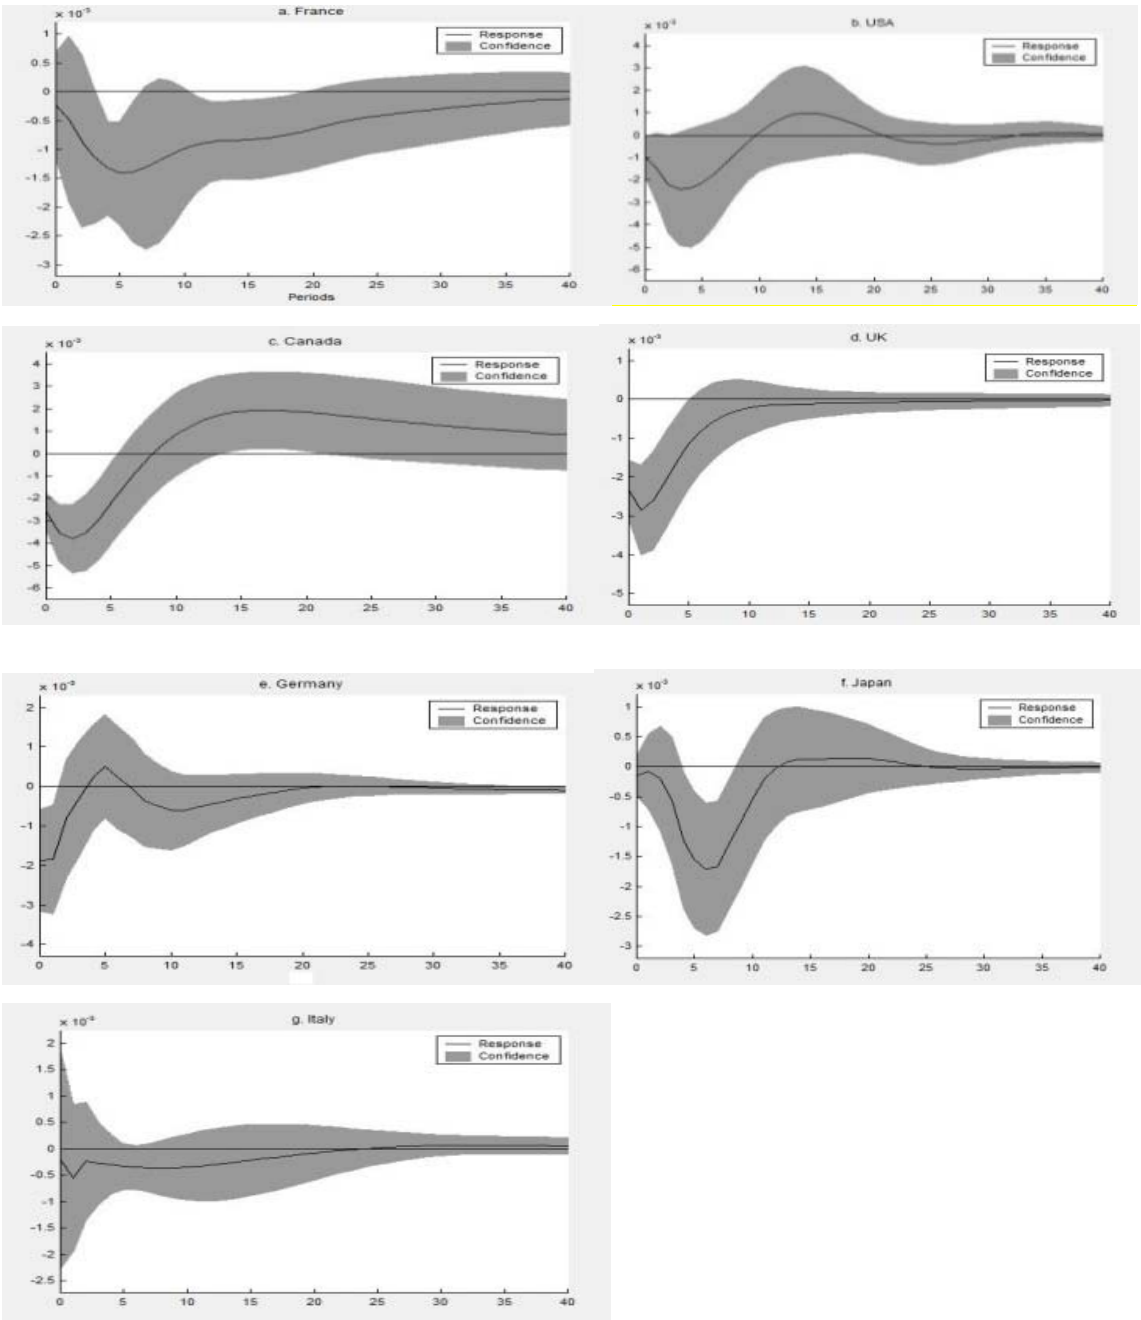 × 10⁻³
a. France
Response
Confidence
1
0.5
0
-0.5
-1
-1.5
-2
-2.5
-3
0 5 10 15 20 25 30 35 40
Periods
× 10⁻³
b. USA
Response
Confidence
4
3
2
1
0
-1
-2
-3
-4
-5
-6
0 5 10 15 20 25 30 35 40
× 10⁻³
c. Canada
Response
Confidence
4
3
2
1
0
-1
-2
-3
-4
-5
-6
0 5 10 15 20 25 30 35 40
× 10⁻³
d. UK
Response
Confidence
1
0
-1
-2
-3
-4
-5
0 5 10 15 20 25 30 35 40
× 10⁻³
e. Germany
Response
Confidence
2
1
0
-1
-2
-3
-4
0 5 10 15 20 25 30 35 40
× 10⁻³
f. Japan
Response
Confidence
1
0.5
0
-0.5
-1
-1.5
-2
-2.5
-3
0 5 10 15 20 25 30 35 40
× 10⁻³
g. Italy
Response
Confidence
2
1.5
1
0.5
0
-0.5
-1
-1.5
-2
-2.5
0 5 10 15 20 25 30 35 40